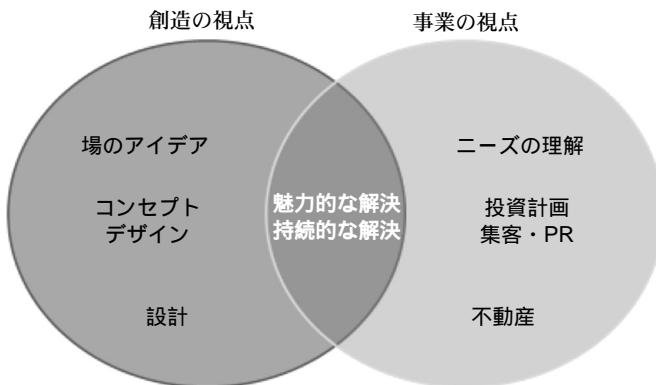 創造の視点
事業の視点
場のアイデア
コンセプト
デザイン
設計
魅力的な解決
持続的な解決
ニーズの理解
投資計画
集客・PR
不動産